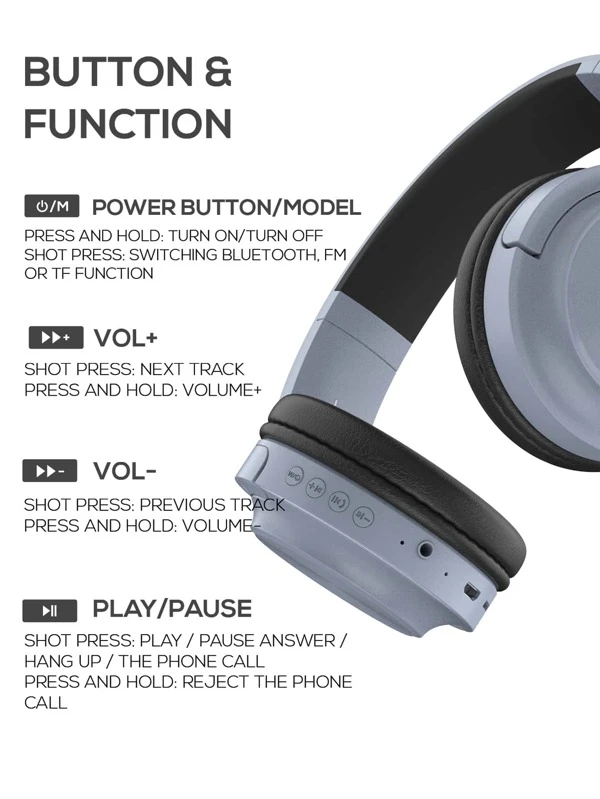 BUTTON &
FUNCTION
⏻/M POWER BUTTON/MODEL
PRESS AND HOLD: TURN ON/TURN OFF
SHOT PRESS: SWITCHING BLUETOOTH, FM
OR TF FUNCTION
▶▶+ VOL+
SHOT PRESS: NEXT TRACK
PRESS AND HOLD: VOLUME+
▶▶- VOL-
SHOT PRESS: PREVIOUS TRACK
PRESS AND HOLD: VOLUME-
▶II PLAY/PAUSE
SHOT PRESS: PLAY / PAUSE ANSWER /
HANG UP / THE PHONE CALL
PRESS AND HOLD: REJECT THE PHONE
CALL